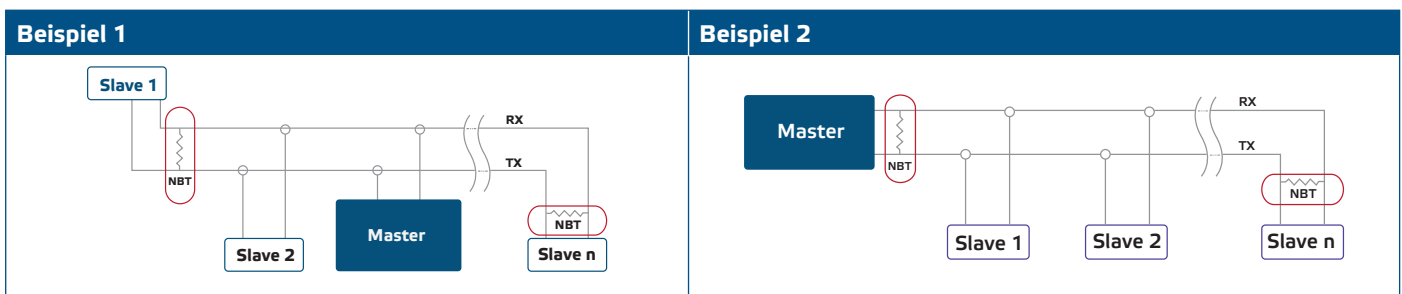 Beispiel 1
Slave 1
RX
TX
NBT
NBT
Master
Slave 2
Slave n
Beispiel 2
Master
RX
TX
NBT
NBT
Slave 1
Slave 2
Slave n